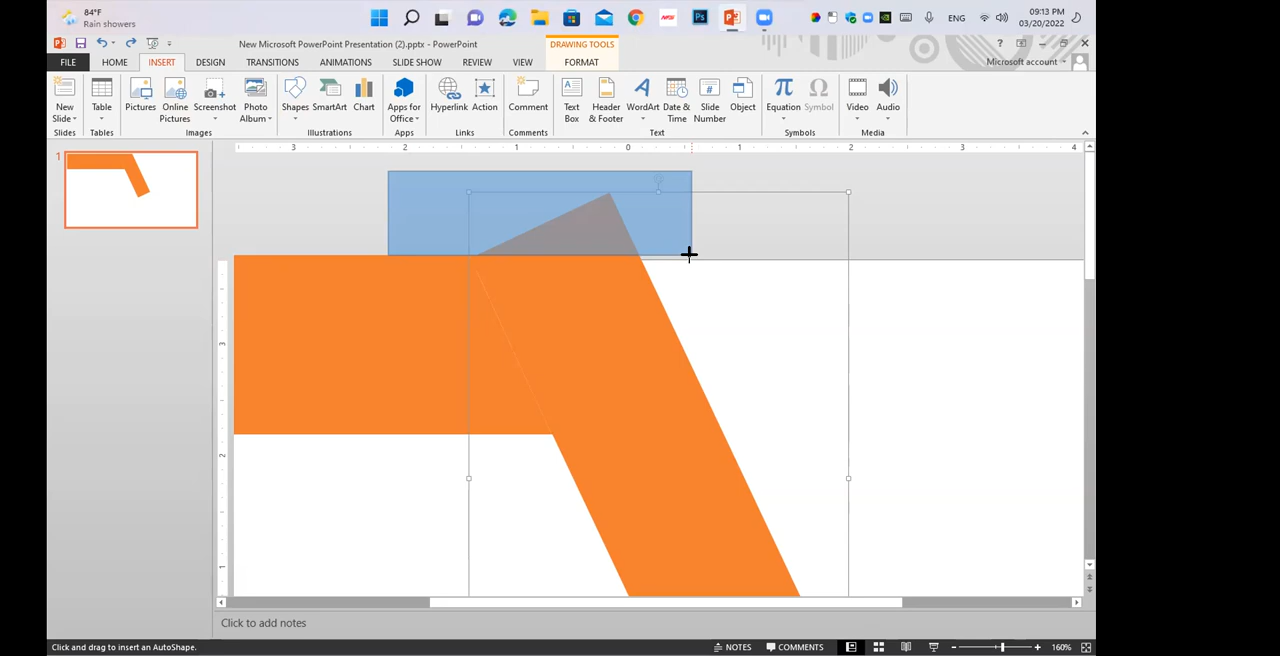 84°F
Rain showers
ENG
09:13 PM
03/20/2022
New Microsoft PowerPoint Presentation (2).pptx - PowerPoint
DRAWING TOOLS
FILE HOME INSERT DESIGN TRANSITIONS ANIMATIONS SLIDE SHOW REVIEW VIEW FORMAT
Microsoft account
New Slide
Table
Pictures
Online Pictures
Screenshot
Photo Album
Shapes
SmartArt
Chart
Apps for Office
Hyperlink
Action
Comment
Text Box
Header & Footer
WordArt
Date & Time
Slide Number
Object
Equation
Symbol
Video
Audio
Slides Tables Images Illustrations Apps Links Comments Text Symbols Media
3 2 1 0 1 2 3 4
1
3
2
1
Click to add notes
Click and drag to insert an AutoShape.
NOTES COMMENTS 160%